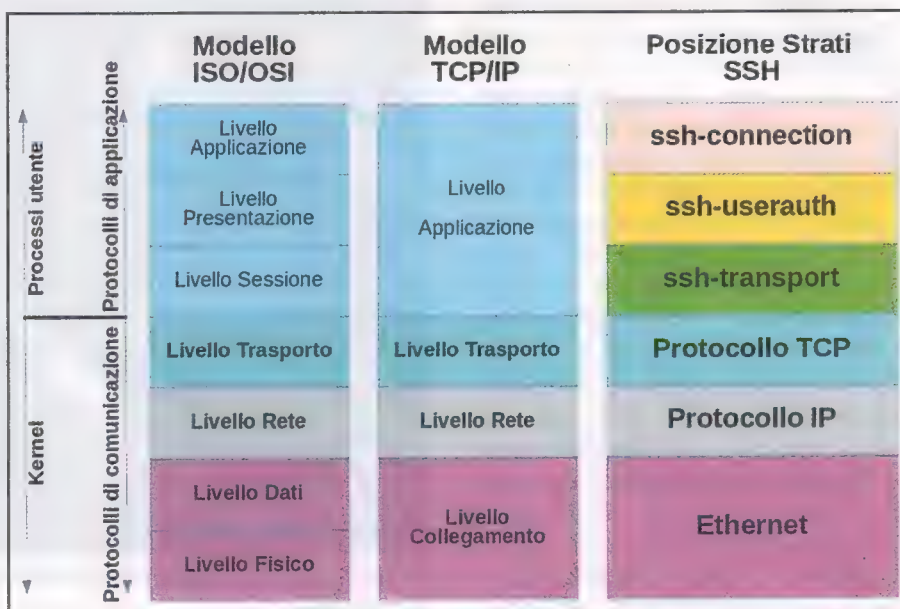 Modello
ISO/OSI
Modello
TCP/IP
Posizione Strati
SSH
Processi utente
Protocolli di applicazione
Kernel
Protocolli di comunicazione
Livello
Applicazione
Livello
Presentazione
Livello Sessione
Livello Trasporto
Livello Rete
Livello Dati
Livello Fisico
Livello
Applicazione
Livello Trasporto
Livello Rete
Livello
Collegamento
ssh-connection
ssh-userauth
ssh-transport
Protocollo TCP
Protocollo IP
Ethernet